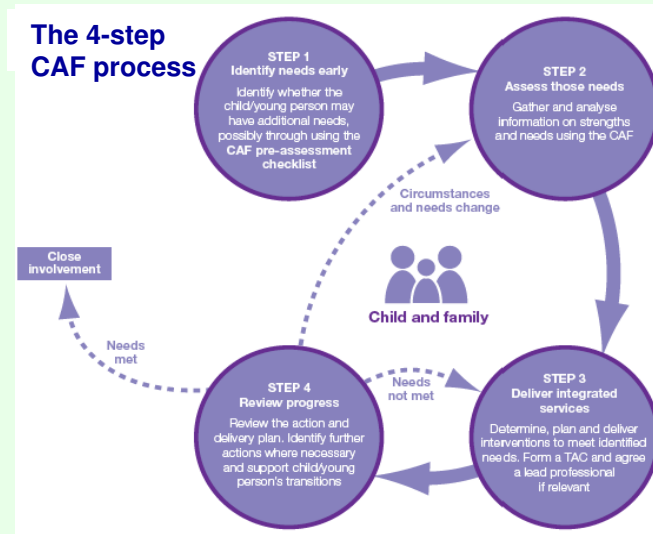 The 4-step
CAF process
STEP 1
Identify needs early
Identify whether the
child/young person may
have additional needs,
possibly through using the
CAF pre-assessment
checklist
STEP 2
Assess those needs
Gather and analyse
information on strengths
and needs using the CAF
Circumstances
and needs change
Close
involvement
Child and family
Needs
met
Needs
not met
STEP 3
Deliver integrated
services
Determine, plan and deliver
interventions to meet identified
needs. Form a TAC and agree
a lead professional
if relevant
STEP 4
Review progress
Review the action and
delivery plan. Identify further
actions where necessary
and support child/young
person's transitions